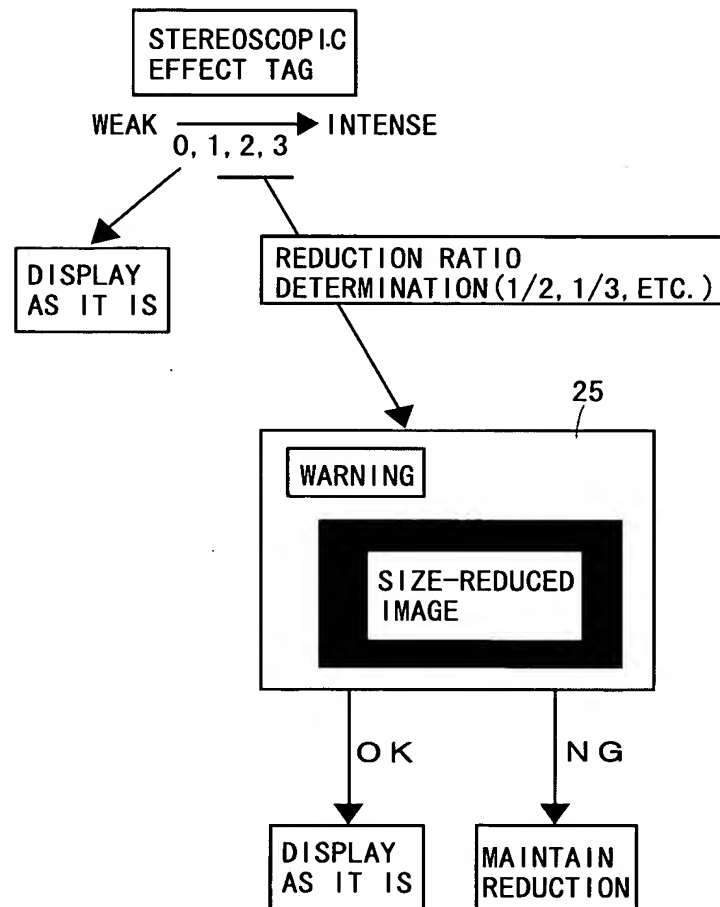 STEREOSCOPIC
EFFECT TAG
WEAK
INTENSE
0, 1, 2, 3
DISPLAY
AS IT IS
REDUCTION RATIO
DETERMINATION(1/2, 1/3, ETC.)
25
WARNING
SIZE-REDUCED
IMAGE
OK
NG
DISPLAY
AS IT IS
MAINTAIN
REDUCTION